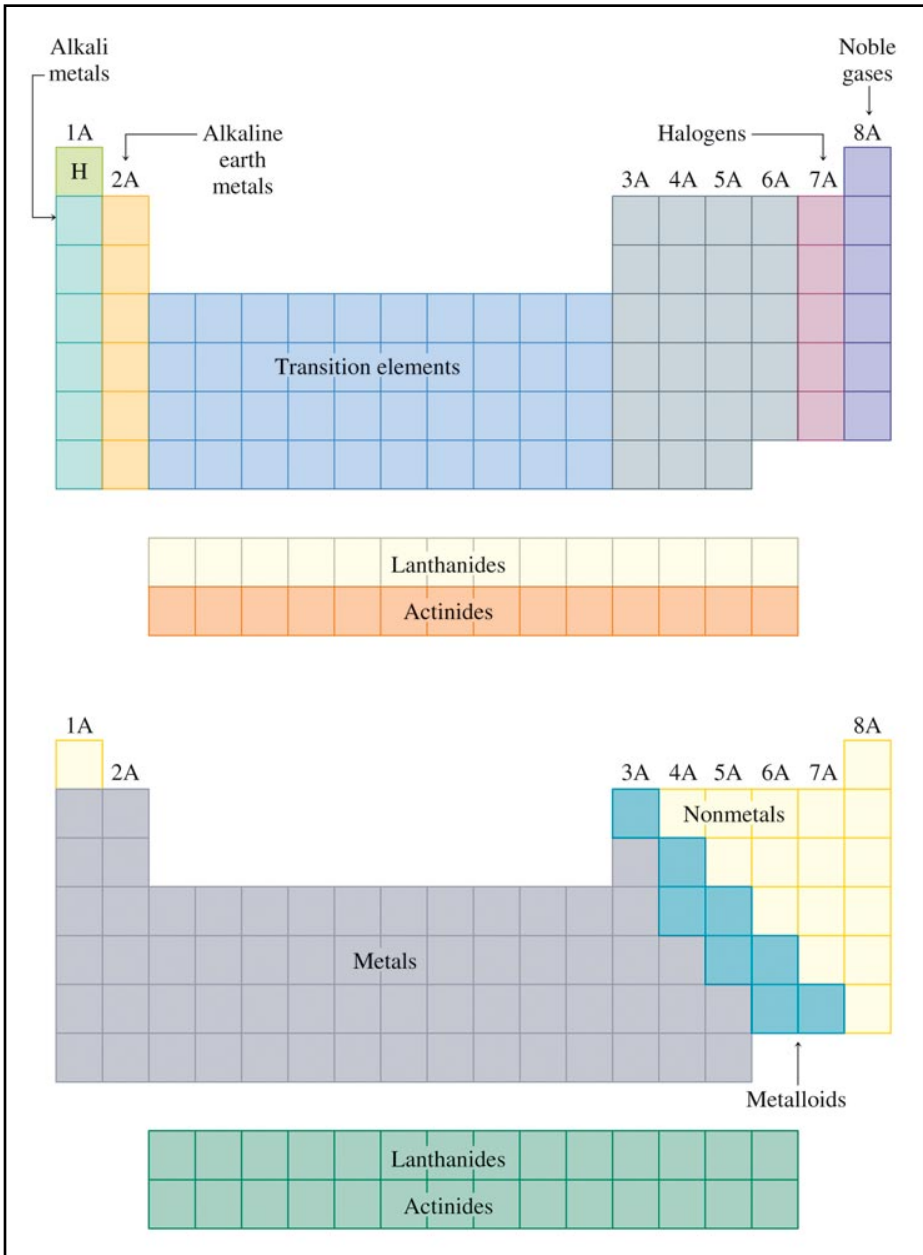 Alkali
metals
Noble
gases
1A
Alkaline
earth
metals
Halogens
8A
H
2A
3A 4A 5A 6A 7A
Transition elements
Lanthanides
Actinides
1A
8A
2A
3A 4A 5A 6A 7A
Nonmetals
Metals
Metalloids
Lanthanides
Actinides